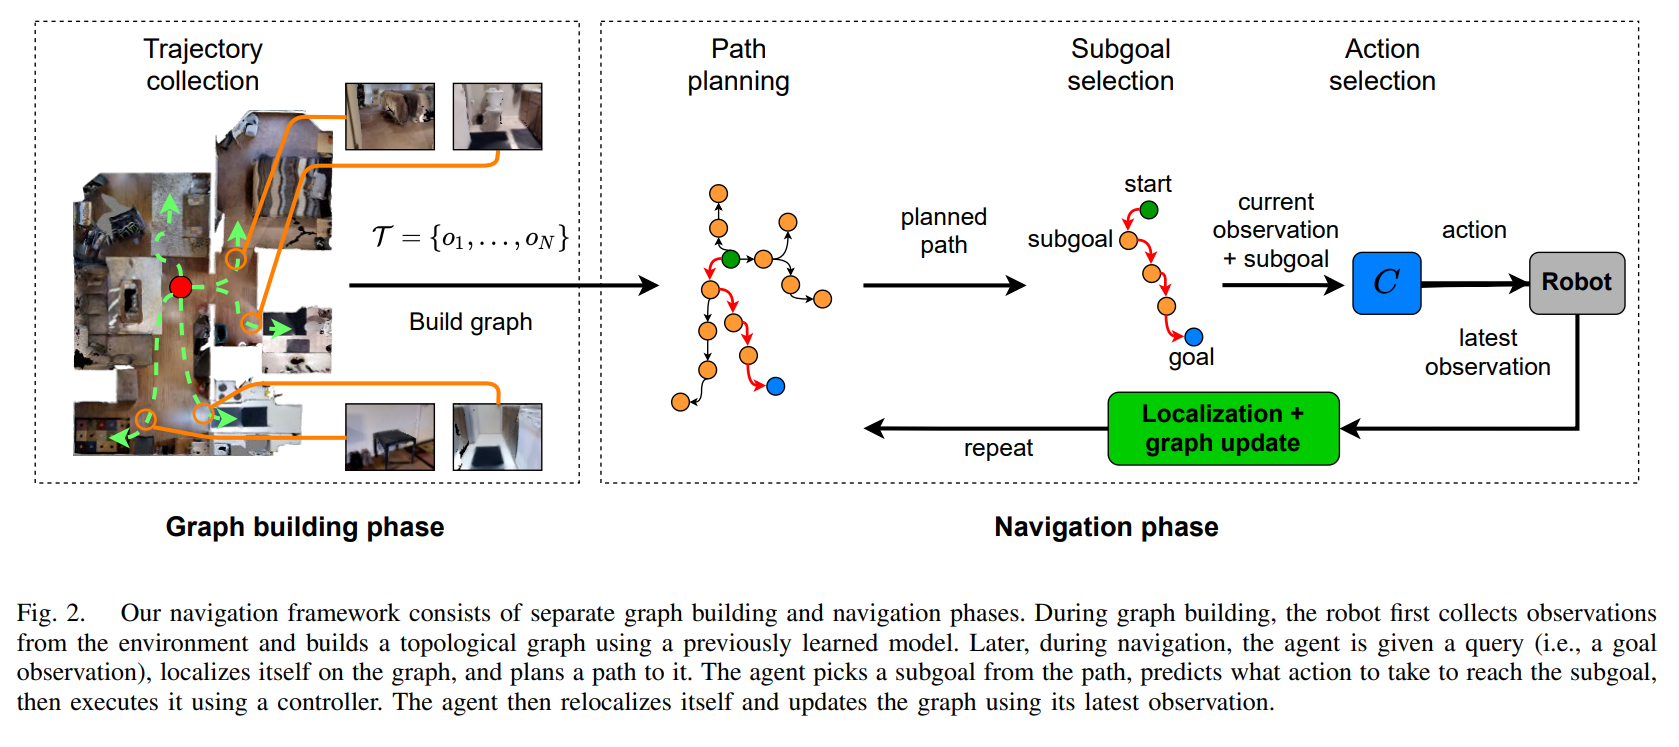 Trajectory
collection
𝒯 = {o₁, . . . , o_N}
Build graph
Graph building phase
Path
planning
Subgoal
selection
Action
selection
planned
path
start
subgoal
goal
current
observation
+ subgoal
C
action
Robot
latest
observation
Localization +
graph update
repeat
Navigation phase
Fig. 2. Our navigation framework consists of separate graph building and navigation phases. During graph building, the robot first collects observations
from the environment and builds a topological graph using a previously learned model. Later, during navigation, the agent is given a query (i.e., a goal
observation), localizes itself on the graph, and plans a path to it. The agent picks a subgoal from the path, predicts what action to take to reach the subgoal,
then executes it using a controller. The agent then relocalizes itself and updates the graph using its latest observation.